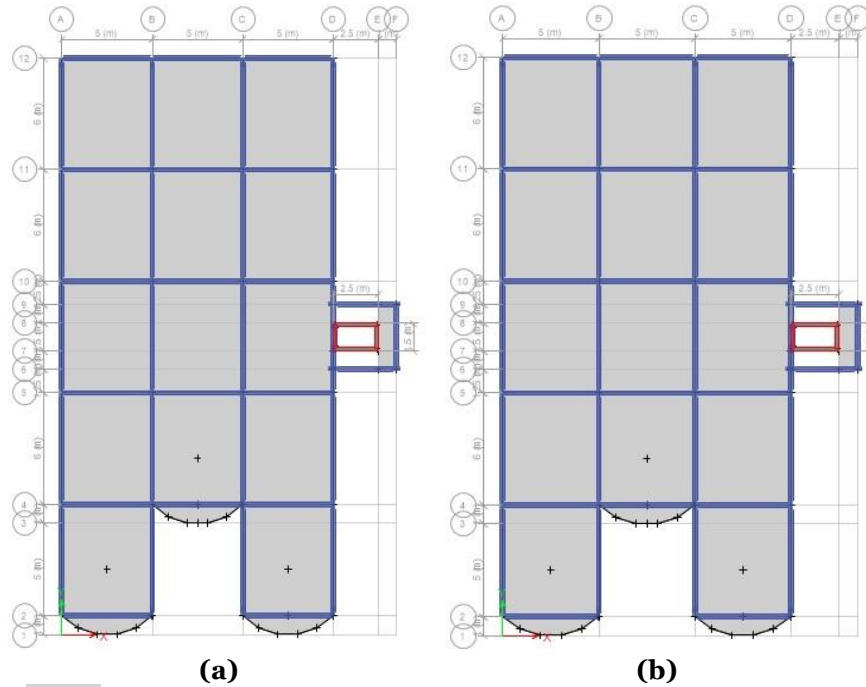 A B C D E F A B C D E F
5 (m) 5 (m) 5 (m) 2.5 (m) (m) 5 (m) 5 (m) 5 (m) 2.5 (m) (m)
12 12
6 (m) 6 (m)
11 11
6 (m) 6 (m)
10 10
9 2.5 (m) 9 2.5 (m)
8 8
7 7
6 6
5 5
6 (m) 6 (m)
4 4
3 3
5 (m) 5 (m)
2 2
1 X 1 X
(a) (b)